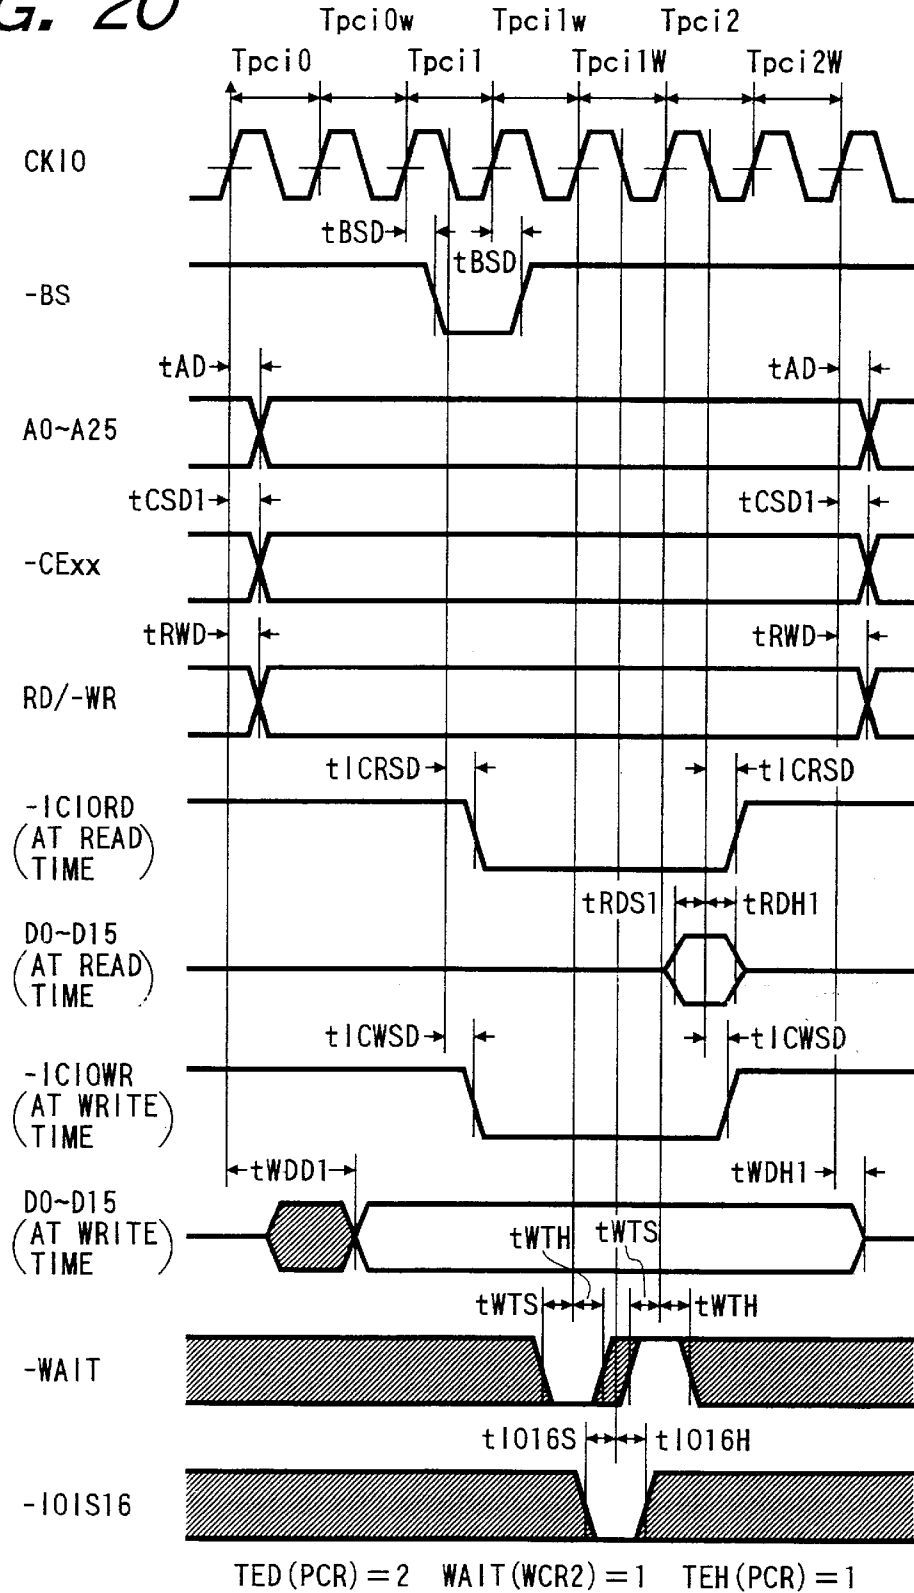 G. 20
Tpci0w Tpci1w Tpci2
Tpci0 Tpci1 Tpci1W Tpci2W
CKIO
tBSD
tBSD
-BS
tAD tAD
A0~A25
tCSD1 tCSD1
-CExx
tRWD tRWD
RD/-WR
tICRSD tICRSD
-ICIORD
(AT READ)
TIME
tRDS1 tRDH1
D0~D15
(AT READ)
TIME
tICWSD tICWSD
-ICIOWR
(AT WRITE)
TIME
tWDD1 tWDH1
D0~D15
(AT WRITE)
TIME
tWTH tWTS
tWTS tWTH
-WAIT
tIO16S tIO16H
-IOIS16
TED(PCR)=2 WAIT(WCR2)=1 TEH(PCR)=1